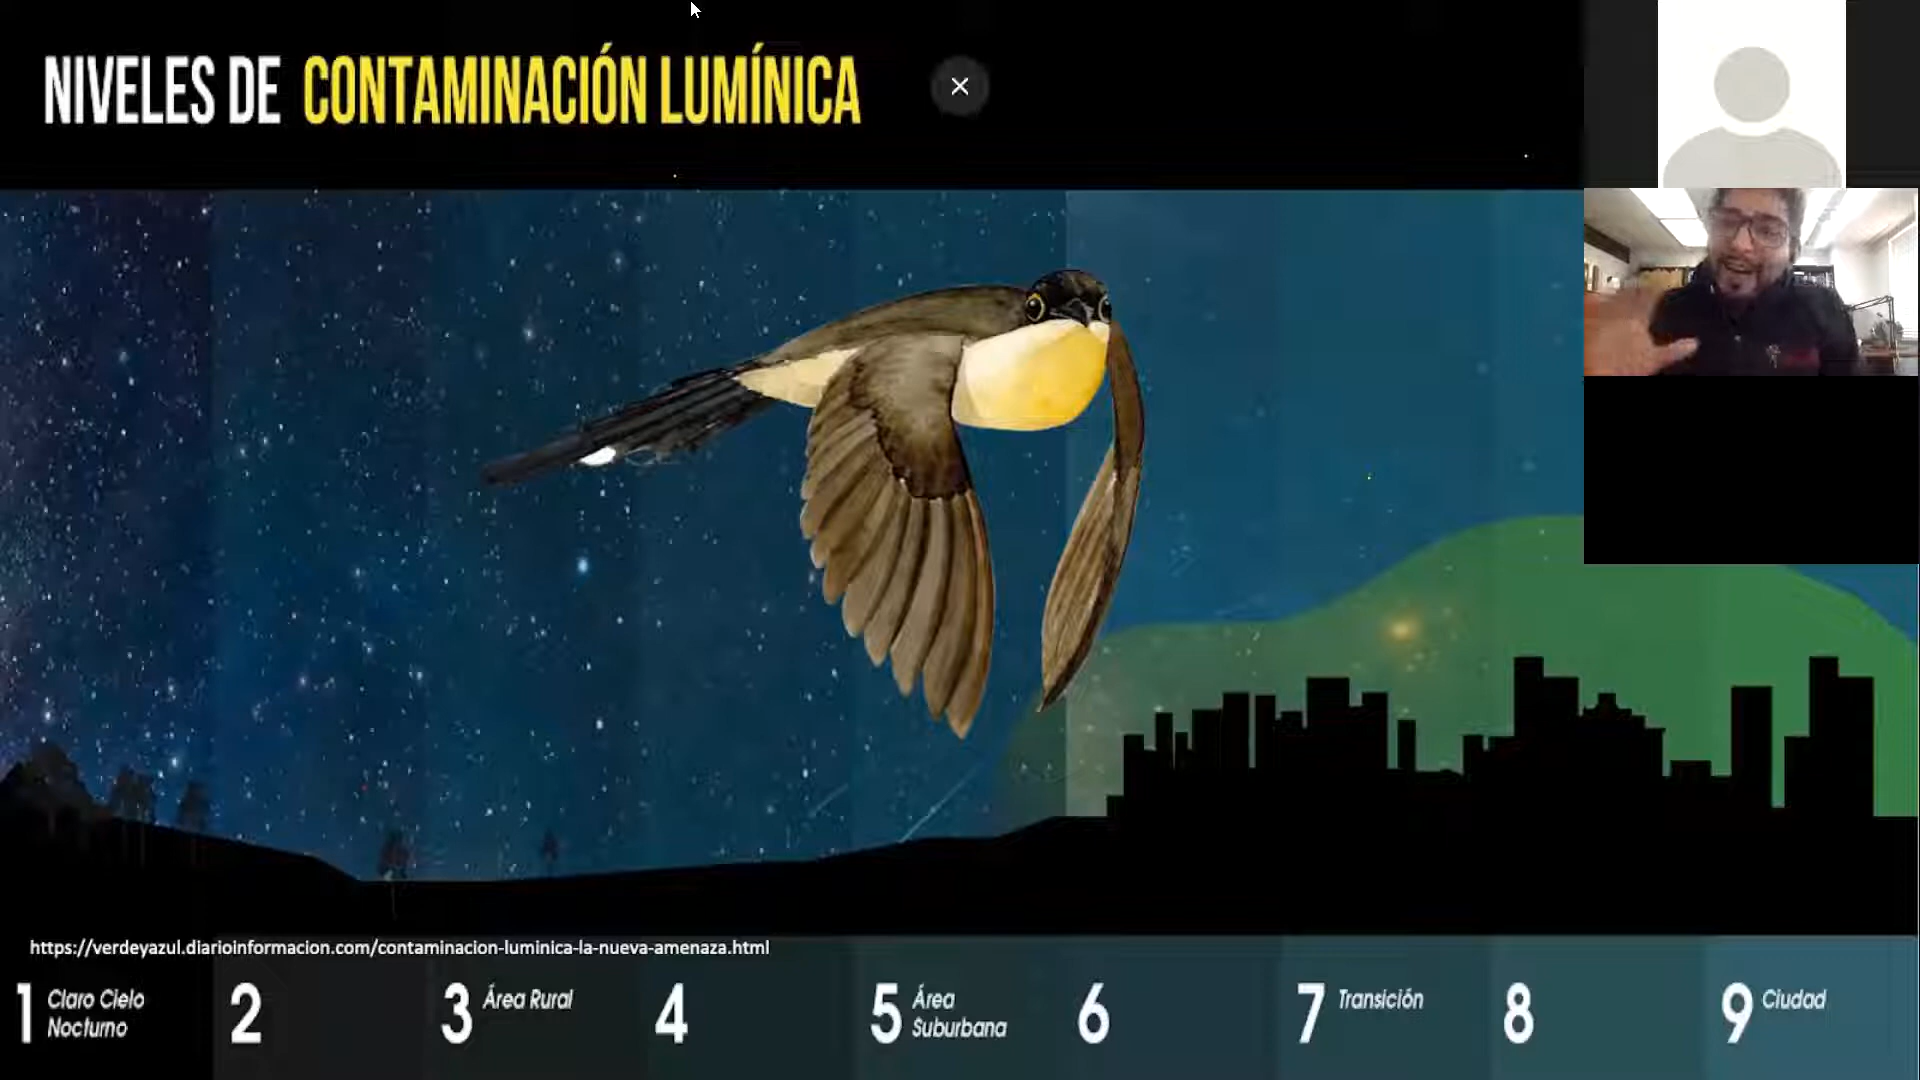 NIVELES DE CONTAMINACIÓN LUMÍNICA
https://verdeyazul.diarioinformacion.com/contaminacion-luminica-la-nueva-amenaza.html
1 Claro Cielo Nocturno
2
3 Área Rural
4
5 Área Suburbana
6
7 Transición
8
9 Ciudad